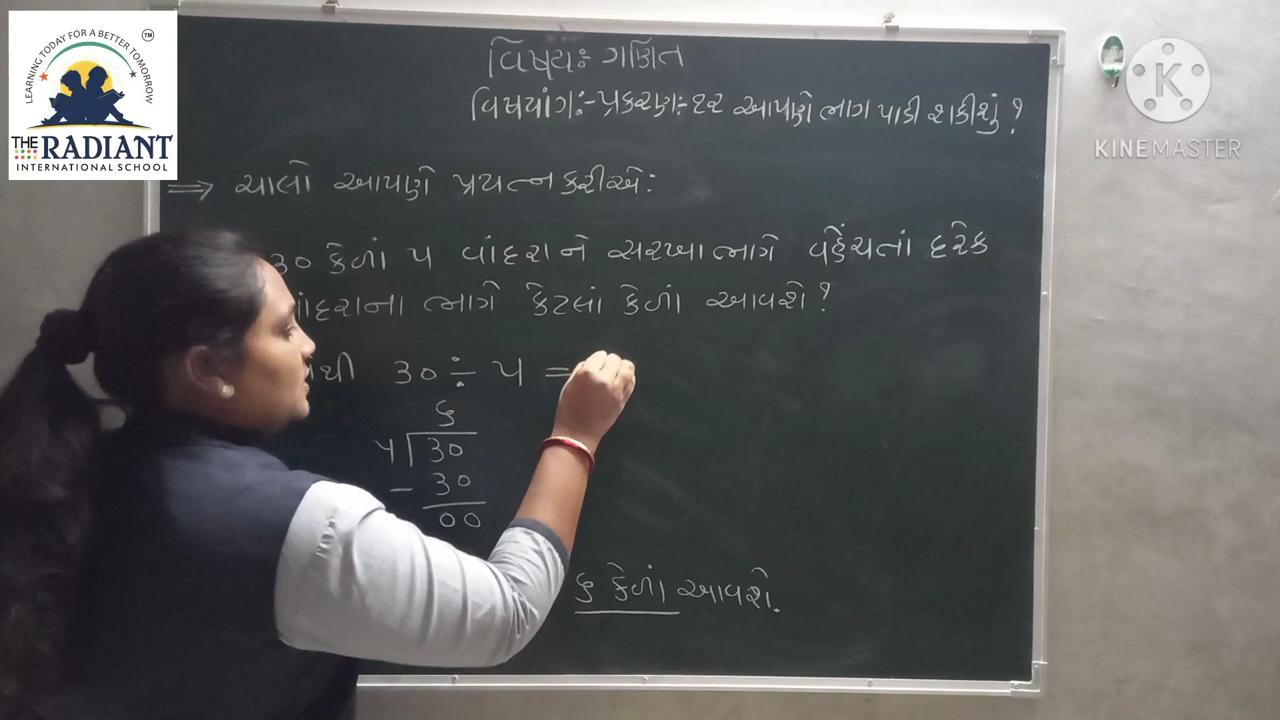 LEARNING TODAY FOR A BETTER TOMORROW
TM
THE RADIANT
INTERNATIONAL SCHOOL
K
KINEMASTER
વિષય:- ગણિત
વિષયાંગ:- પ્રકરણ:- ૨૨ આપણે ભાગ પાડી શકીશું ?
⇒ ચાલો આપણે પ્રયત્ન કરીએ:
૩૦ કેળાં ૫ વાંદરાને સરખા ભાગે વહેંચતાં દરેક
વાંદરાના ભાગે કેટલાં કેળાં આવશે ?
૩૦ ÷ ૫ =
૬
૫ ૩૦
- ૩૦
૦૦
૬ કેળાં આવશે.